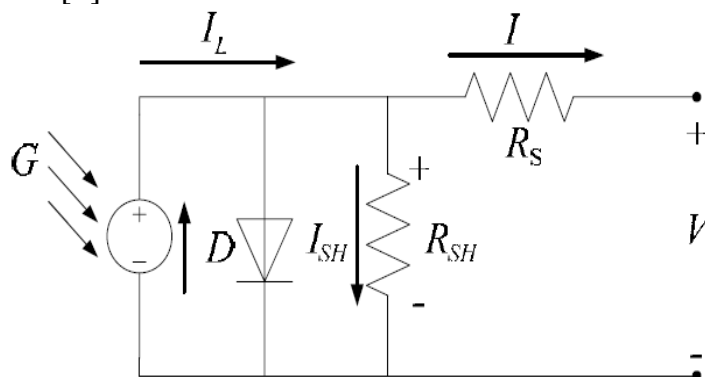 I_L
I
R_S
+
G
+
-
D
I_SH
+
R_SH
-
V
-